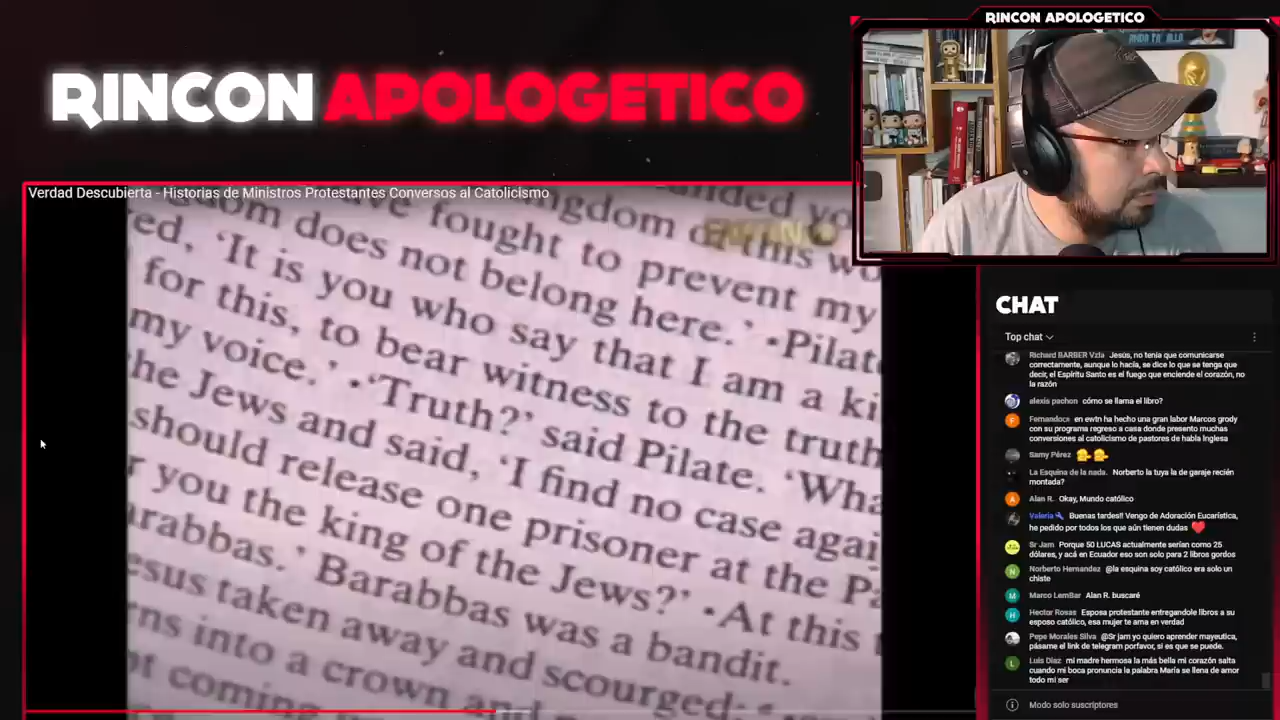 RINCON APOLOGETICO
RINCON APOLOGETICO
Verdad Descubierta - Historias de Ministros Protestantes Conversos al Catolicismo
fought to prevent my
does not belong here.’ •Pilat
ed, ‘It is you who say that I am a ki
for this, to bear witness to the truth
my voice.’ •‘Truth?’ said Pilate. ‘Wha
the Jews and said, ‘I find no case agai
should release one prisoner at the Pa
r you the king of the Jews?’ •At this
arabbas.’ Barabbas was a bandit.
esus taken away and scourged;
rns into a crown and
ot coming
CHAT
Top chat
Richard BARBER Vzla Jesús, no tenía que comunicarse
correctamente, aunque lo hacía, se dice lo que se tenga que
decir, el Espíritu Santo es el fuego que enciende el corazón, no
la razón
alexis pachon cómo se llama el libro?
Fernandocx en ewtn ha hecho una gran labor Marcos grody
con su programa regreso a casa donde presento muchas
conversiones al catolicismo de pastores de habla Inglesa
Samy Pérez
La Esquina de la nada. Norberto la tuya la de garaje recién
montada?
Alan R. Okay, Mundo católico
Valeria Buenas tardes!! Vengo de Adoración Eucarística,
he pedido por todos los que aún tienen dudas
Sr Jam Porque 50 LUCAS actualmente serían como 25
dólares, y acá en Ecuador eso son solo para 2 libros gordos
Norberto Hernandez @la esquina soy católico era solo un
chiste
Marco LemBar Alan R. buscaré
Hector Rosas Esposa protestante entregandole libros a su
esposo católico, esa mujer te ama en verdad
Pepe Morales Silva @Sr jam yo quiero aprender mayeutica,
pásame el link de telegram porfavor, si es que se puede.
Luis Diaz mi madre hermosa la más bella mi corazón salta
cuando mi boca pronuncia la palabra María se llena de amor
todo mi ser
Modo solo suscriptores